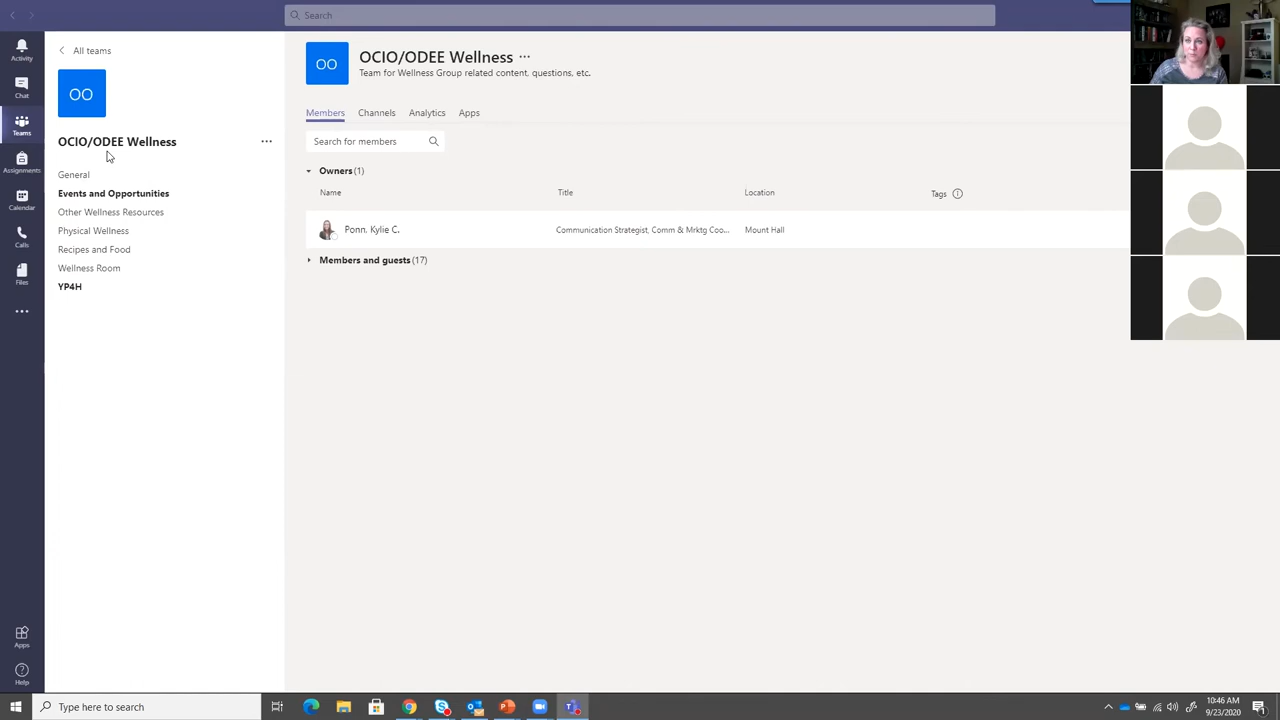 Search
Activity
Chat
Teams
Assignments
Calendar
Calls
Files
Apps
Help
All teams
OO
OCIO/ODEE Wellness
General
Events and Opportunities
Other Wellness Resources
Physical Wellness
Recipes and Food
Wellness Room
YP4H
OO
OCIO/ODEE Wellness
Team for Wellness Group related content, questions, etc.
Members Channels Analytics Apps
Search for members
Owners (1)
Name Title Location Tags
Ponn, Kylie C. Communication Strategist, Comm & Mrktg Coo... Mount Hall
Members and guests (17)
Type here to search
10:46 AM
9/23/2020
1